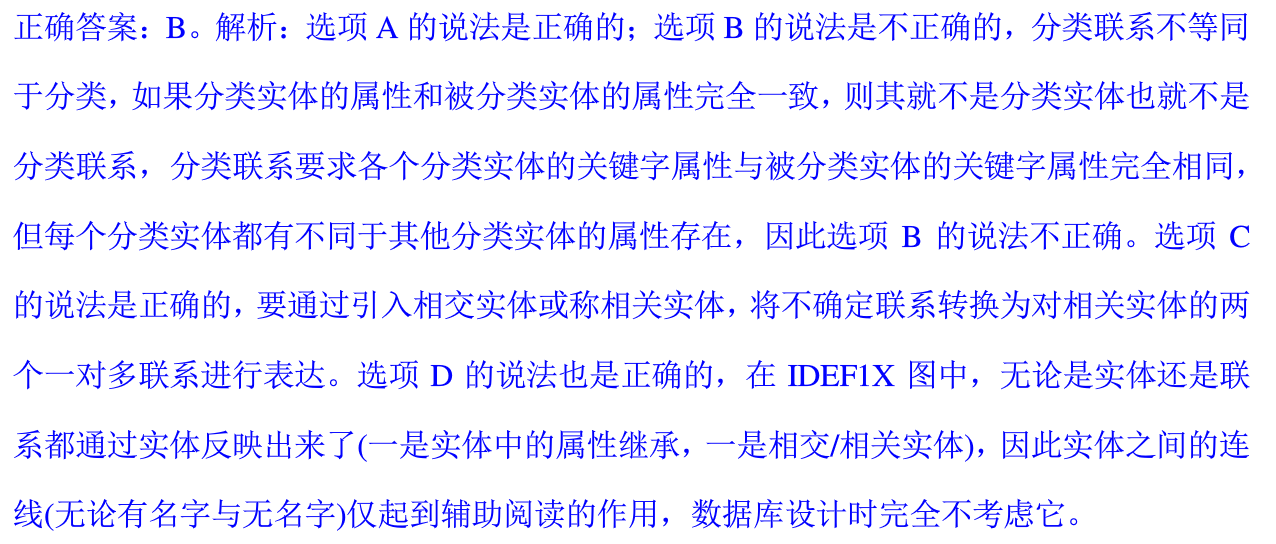 正确答案：B。解析：选项 A 的说法是正确的；选项 B 的说法是不正确的，分类联系不等同
于分类，如果分类实体的属性和被分类实体的属性完全一致，则其就不是分类实体也就不是
分类联系，分类联系要求各个分类实体的关键字属性与被分类实体的关键字属性完全相同，
但每个分类实体都有不同于其他分类实体的属性存在，因此选项 B 的说法不正确。选项 C
的说法是正确的，要通过引入相交实体或称相关实体，将不确定联系转换为对相关实体的两
个一对多联系进行表达。选项 D 的说法也是正确的，在 IDEF1X 图中，无论是实体还是联
系都通过实体反映出来了(一是实体中的属性继承，一是相交/相关实体)，因此实体之间的连
线(无论有名字与无名字)仅起到辅助阅读的作用，数据库设计时完全不考虑它。